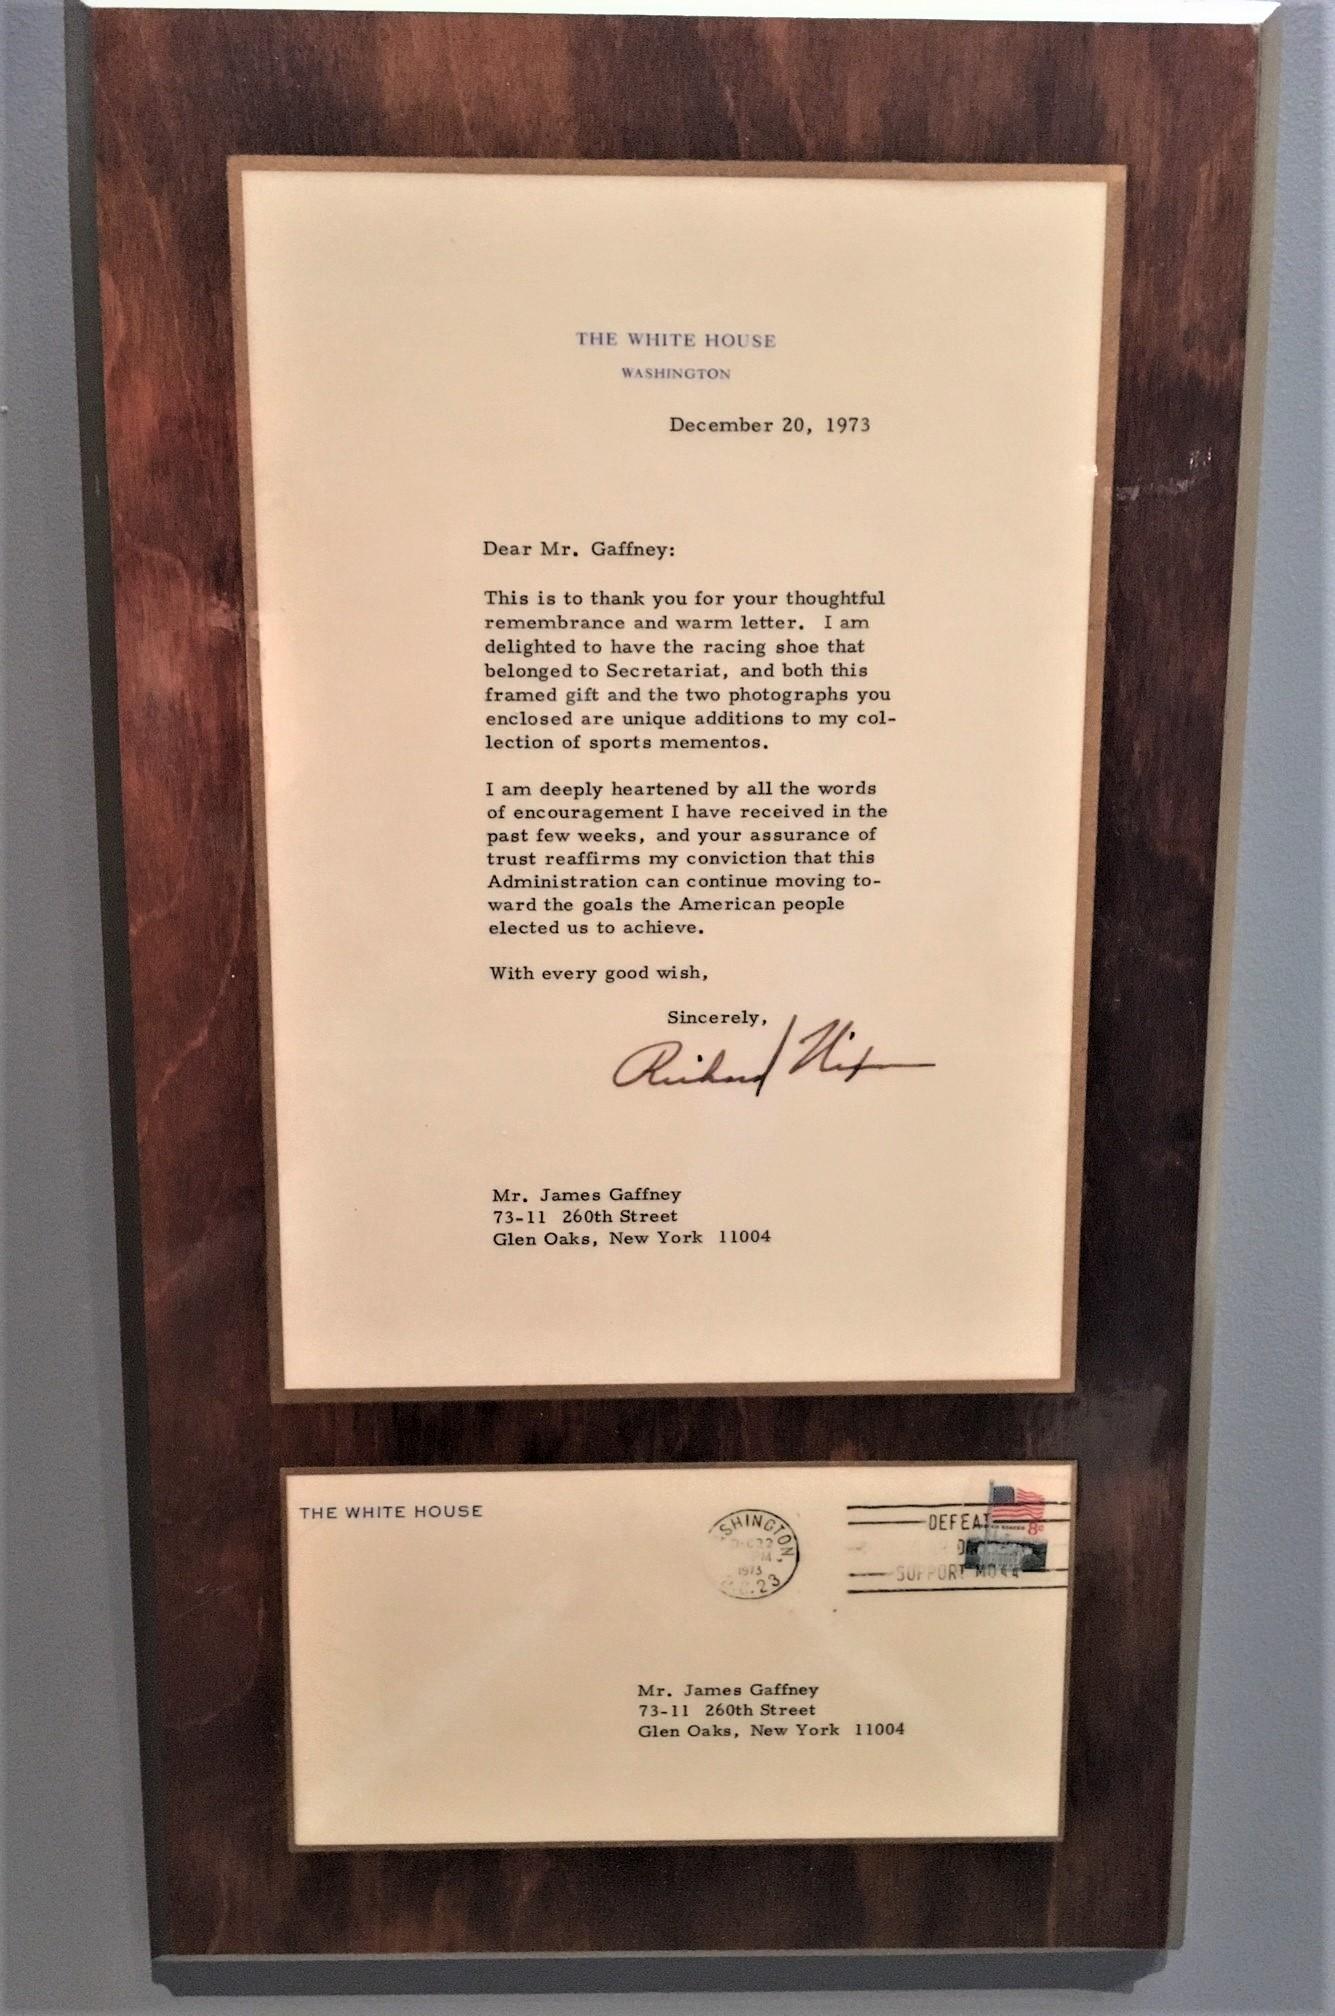 THE WHITE HOUSE
WASHINGTON
December 20, 1973
Dear Mr. Gaffney:
This is to thank you for your thoughtful
remembrance and warm letter. I am
delighted to have the racing shoe that
belonged to Secretariat, and both this
framed gift and the two photographs you
enclosed are unique additions to my col-
lection of sports mementos.
I am deeply heartened by all the words
of encouragement I have received in the
past few weeks, and your assurance of
trust reaffirms my conviction that this
Administration can continue moving to-
ward the goals the American people
elected us to achieve.
With every good wish,
Sincerely,
Richard Nixon
Mr. James Gaffney
73-11 260th Street
Glen Oaks, New York 11004
THE WHITE HOUSE
SHINGTON,
1973
DEFEAT
8c
SUPPORT
Mr. James Gaffney
73-11 260th Street
Glen Oaks, New York 11004